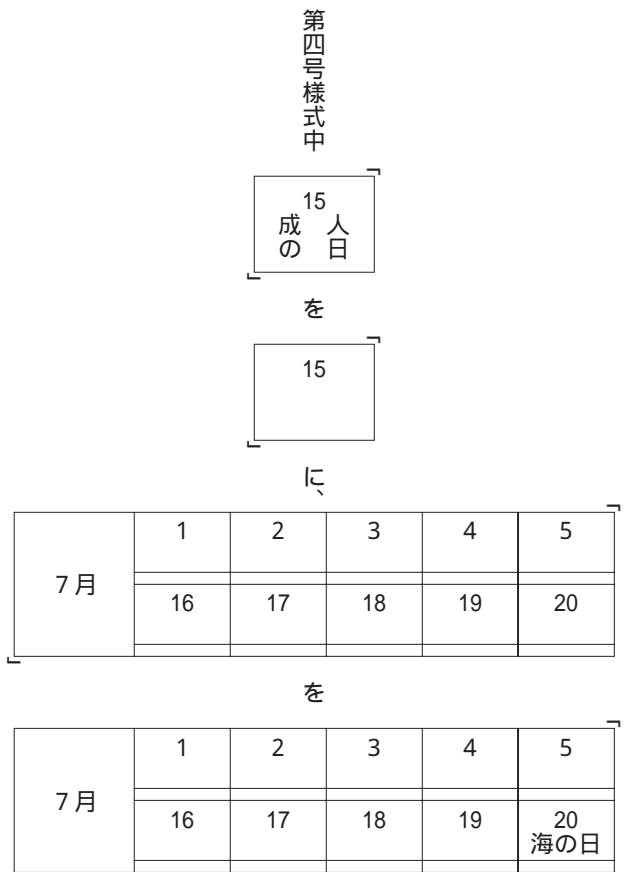 第四号様式中
「
15
成人
の日
」
を
「
15
」
に、
「
7月 1 2 3 4 5
16 17 18 19 20
」
を
「
7月 1 2 3 4 5
16 17 18 19 20
海の日